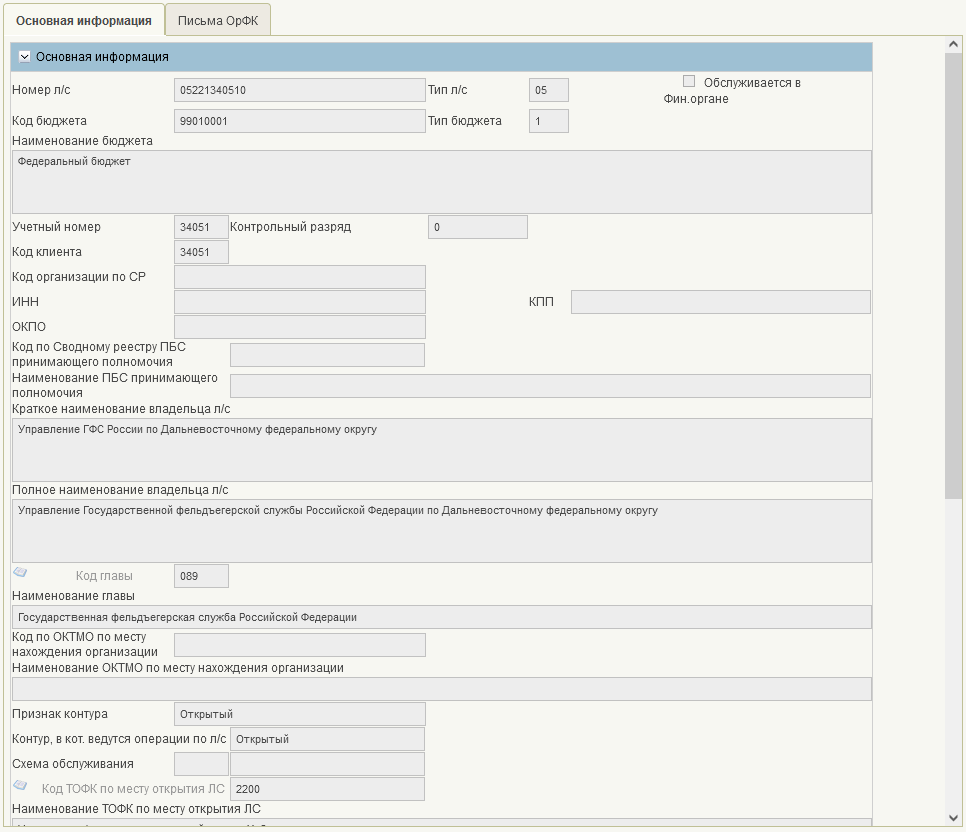 Основная информация Письма ОрФК
Основная информация
Номер л/с 05221340510 Тип л/с 05 Обслуживается в
Фин.органе
Код бюджета 99010001 Тип бюджета 1
Наименование бюджета
Федеральный бюджет
Учетный номер 34051 Контрольный разряд 0
Код клиента 34051
Код организации по СР
ИНН КПП
ОКПО
Код по Сводному реестру ПБС
принимающего полномочия
Наименование ПБС принимающего
полномочия
Краткое наименование владельца л/с
Управление ГФС России по Дальневосточному федеральному округу
Полное наименование владельца л/с
Управление Государственной фельдъегерской службы Российской Федерации по Дальневосточному федеральному округу
Код главы 089
Наименование главы
Государственная фельдъегерская служба Российской Федерации
Код по ОКТМО по месту
нахождения организации
Наименование ОКТМО по месту нахождения организации
Признак контура Открытый
Контур, в кот. ведутся операции по л/с Открытый
Схема обслуживания
Код ТОФК по месту открытия ЛС 2200
Наименование ТОФК по месту открытия ЛС